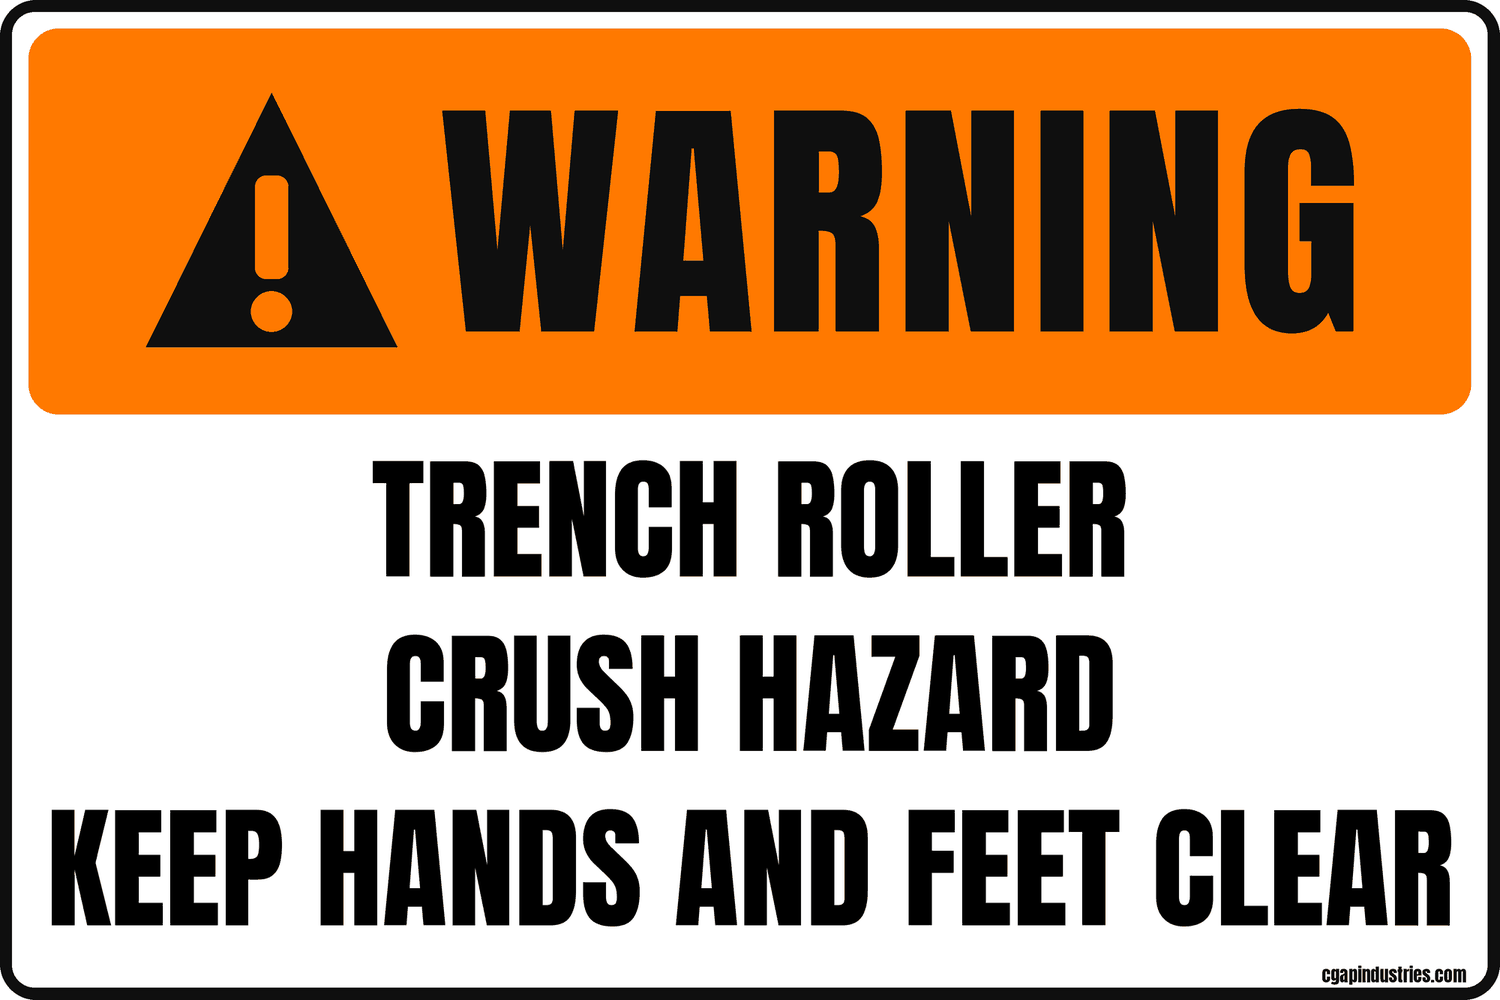 WARNING
TRENCH ROLLER
CRUSH HAZARD
KEEP HANDS AND FEET CLEAR
cgapindustries.com